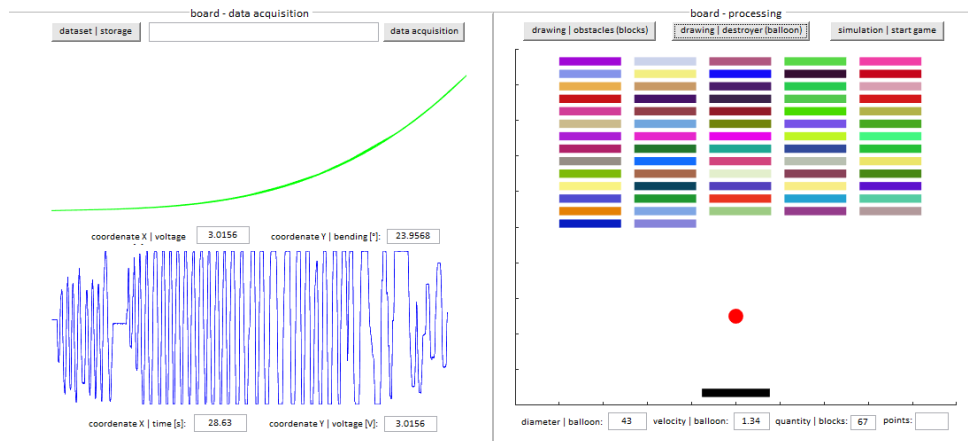 board - data acquisition
dataset | storage
data acquisition
coordenate X | voltage 3.0156 coordenate Y | bending [°]: 23.9568
coordenate X | time [s]: 28.63 coordenate Y | voltage [V]: 3.0156
board - processing
drawing | obstacles (blocks)
drawing | destroyer (balloon)
simulation | start game
diameter | balloon: 43 velocity | balloon: 1.34 quantity | blocks: 67 points: